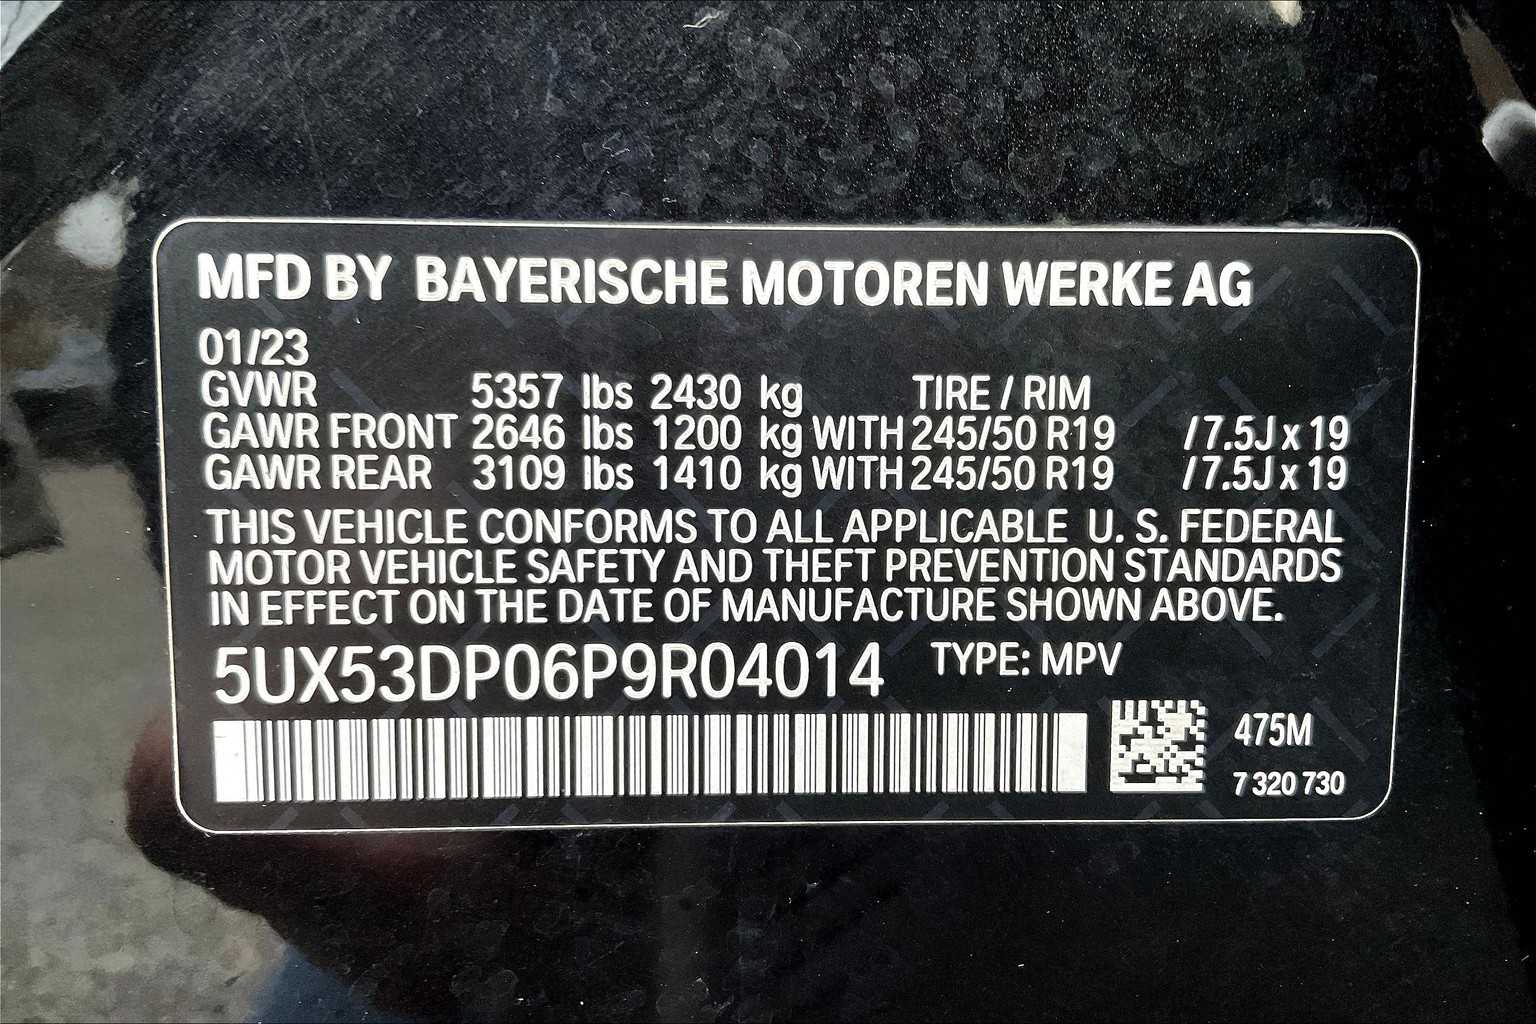 MFD BY BAYERISCHE MOTOREN WERKE AG
01/23
GVWR 5357 lbs 2430 kg TIRE / RIM
GAWR FRONT 2646 lbs 1200 kg WITH 245/50 R19 / 7.5J x 19
GAWR REAR 3109 lbs 1410 kg WITH 245/50 R19 / 7.5J x 19
THIS VEHICLE CONFORMS TO ALL APPLICABLE U. S. FEDERAL
MOTOR VEHICLE SAFETY AND THEFT PREVENTION STANDARDS
IN EFFECT ON THE DATE OF MANUFACTURE SHOWN ABOVE.
5UX53DP06P9R04014 TYPE: MPV
475M
7 320 730